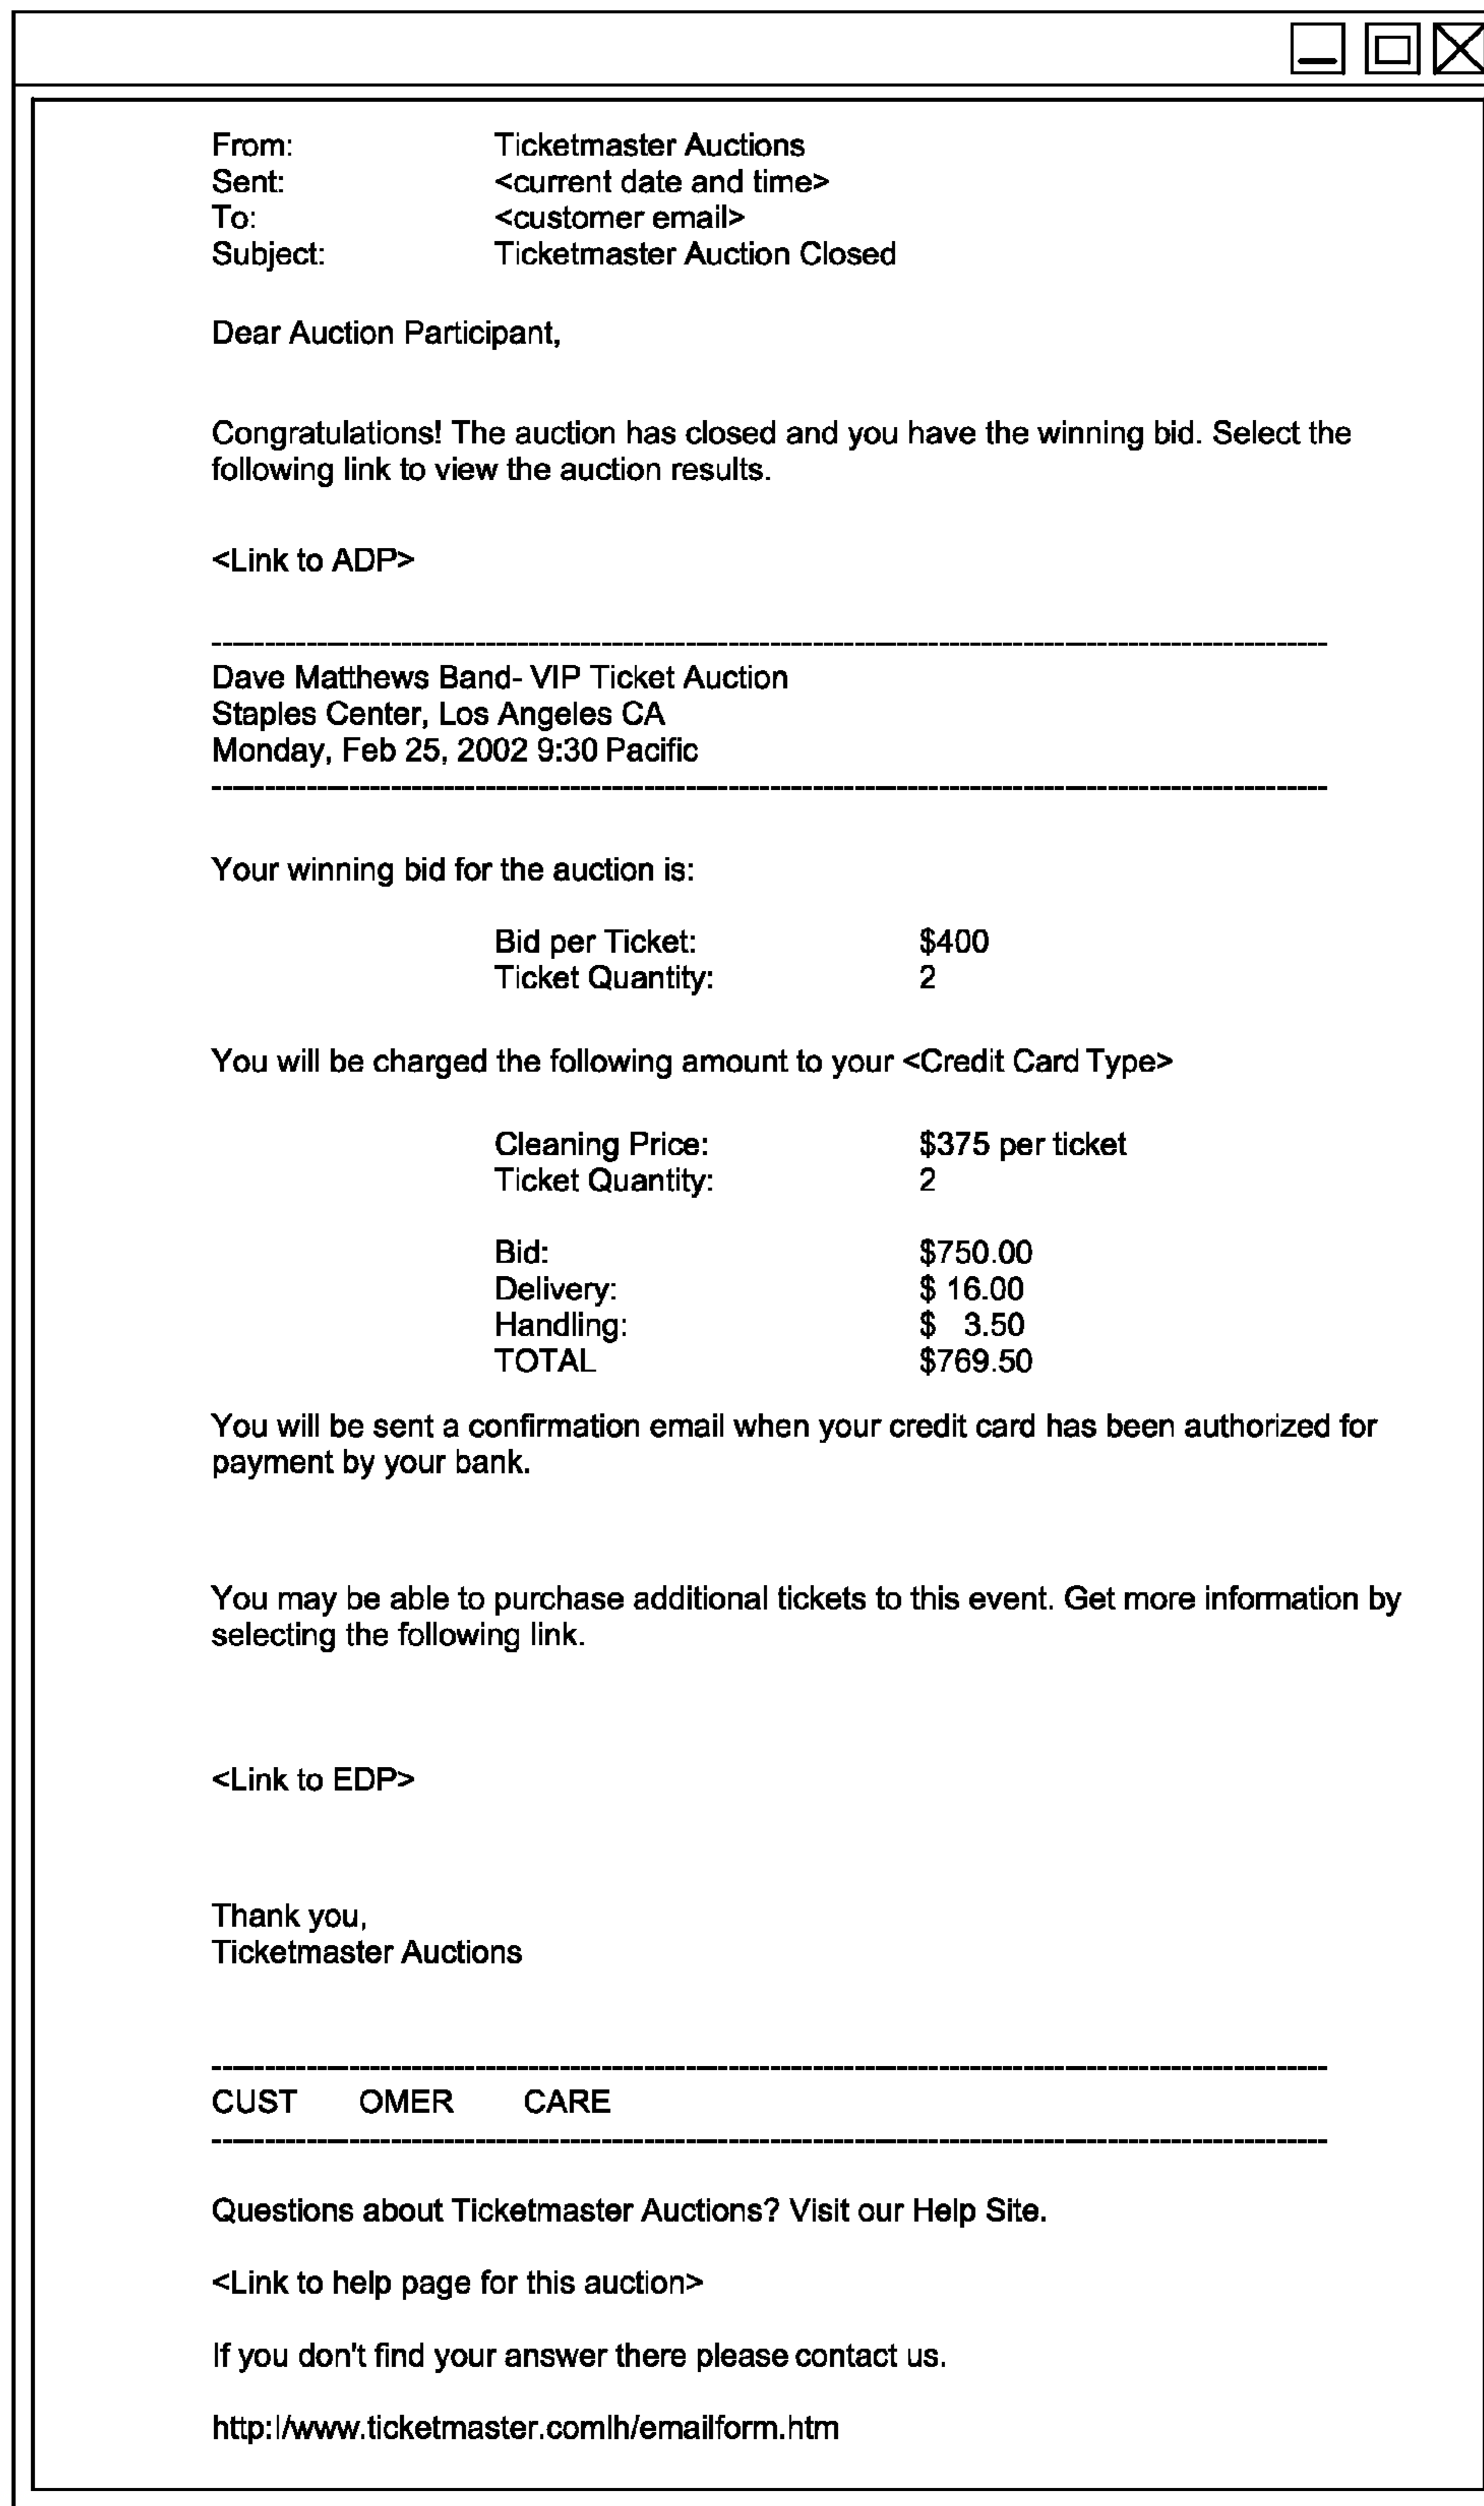 From: Ticketmaster Auctions
Sent: <current date and time>
To: <customer email>
Subject: Ticketmaster Auction Closed
Dear Auction Participant,
Congratulations! The auction has closed and you have the winning bid. Select the
following link to view the auction results.
<Link to ADP>
--------------------------------------------------------------------------------
Dave Matthews Band- VIP Ticket Auction
Staples Center, Los Angeles CA
Monday, Feb 25, 2002 9:30 Pacific
--------------------------------------------------------------------------------
Your winning bid for the auction is:
Bid per Ticket: $400
Ticket Quantity: 2
You will be charged the following amount to your <Credit Card Type>
Cleaning Price: $375 per ticket
Ticket Quantity: 2
Bid: $750.00
Delivery: $ 16.00
Handling: $ 3.50
TOTAL $769.50
You will be sent a confirmation email when your credit card has been authorized for
payment by your bank.
You may be able to purchase additional tickets to this event. Get more information by
selecting the following link.
<Link to EDP>
Thank you,
Ticketmaster Auctions
--------------------------------------------------------------------------------
CUST OMER CARE
--------------------------------------------------------------------------------
Questions about Ticketmaster Auctions? Visit our Help Site.
<Link to help page for this auction>
If you don't find your answer there please contact us.
http:l/www.ticketmaster.comlh/emailform.htm